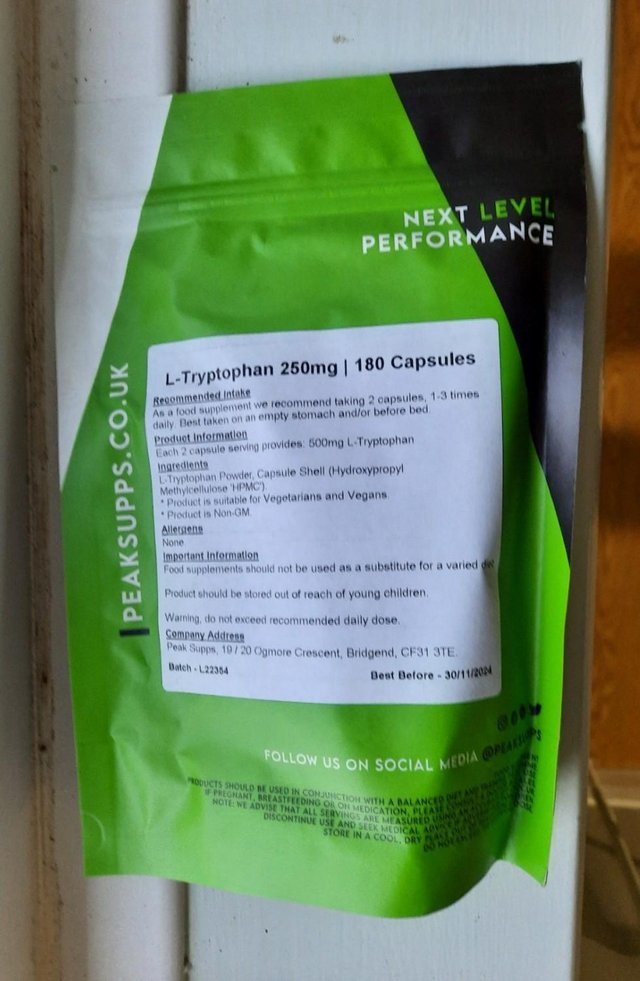 NEXT LEVEL
PERFORMANCE
PEAKSUPPS.CO.UK
L-Tryptophan 250mg | 180 Capsules
Recommended Intake
As a food supplement we recommend taking 2 capsules, 1-3 times
daily. Best taken on an empty stomach and/or before bed.
Product Information
Each 2 capsule serving provides: 500mg L-Tryptophan
Ingredients
L-Tryptophan Powder, Capsule Shell (Hydroxypropyl
Methylcellulose 'HPMC').
* Product is suitable for Vegetarians and Vegans
* Product is Non-GM
Allergens
None
Important Information
Food supplements should not be used as a substitute for a varied
Product should be stored out of reach of young children.
Warning, do not exceed recommended daily dose.
Company Address
Peak Supps, 19 / 20 Ogmore Crescent, Bridgend, CF31 3TE.
Batch - L22354
Best Before - 30/11/2024
FOLLOW US ON SOCIAL MEDIA @PEAKSUPPS
PRODUCTS SHOULD BE USED IN CONJUNCTION WITH A BALANCED DIET AND
IF PREGNANT, BREASTFEEDING OR ON MEDICATION, PLEASE
NOTE: WE ADVISE THAT ALL SERVINGS ARE MEASURED USING
DISCONTINUE USE AND SEEK MEDICAL
STORE IN A COOL, DRY PLACE